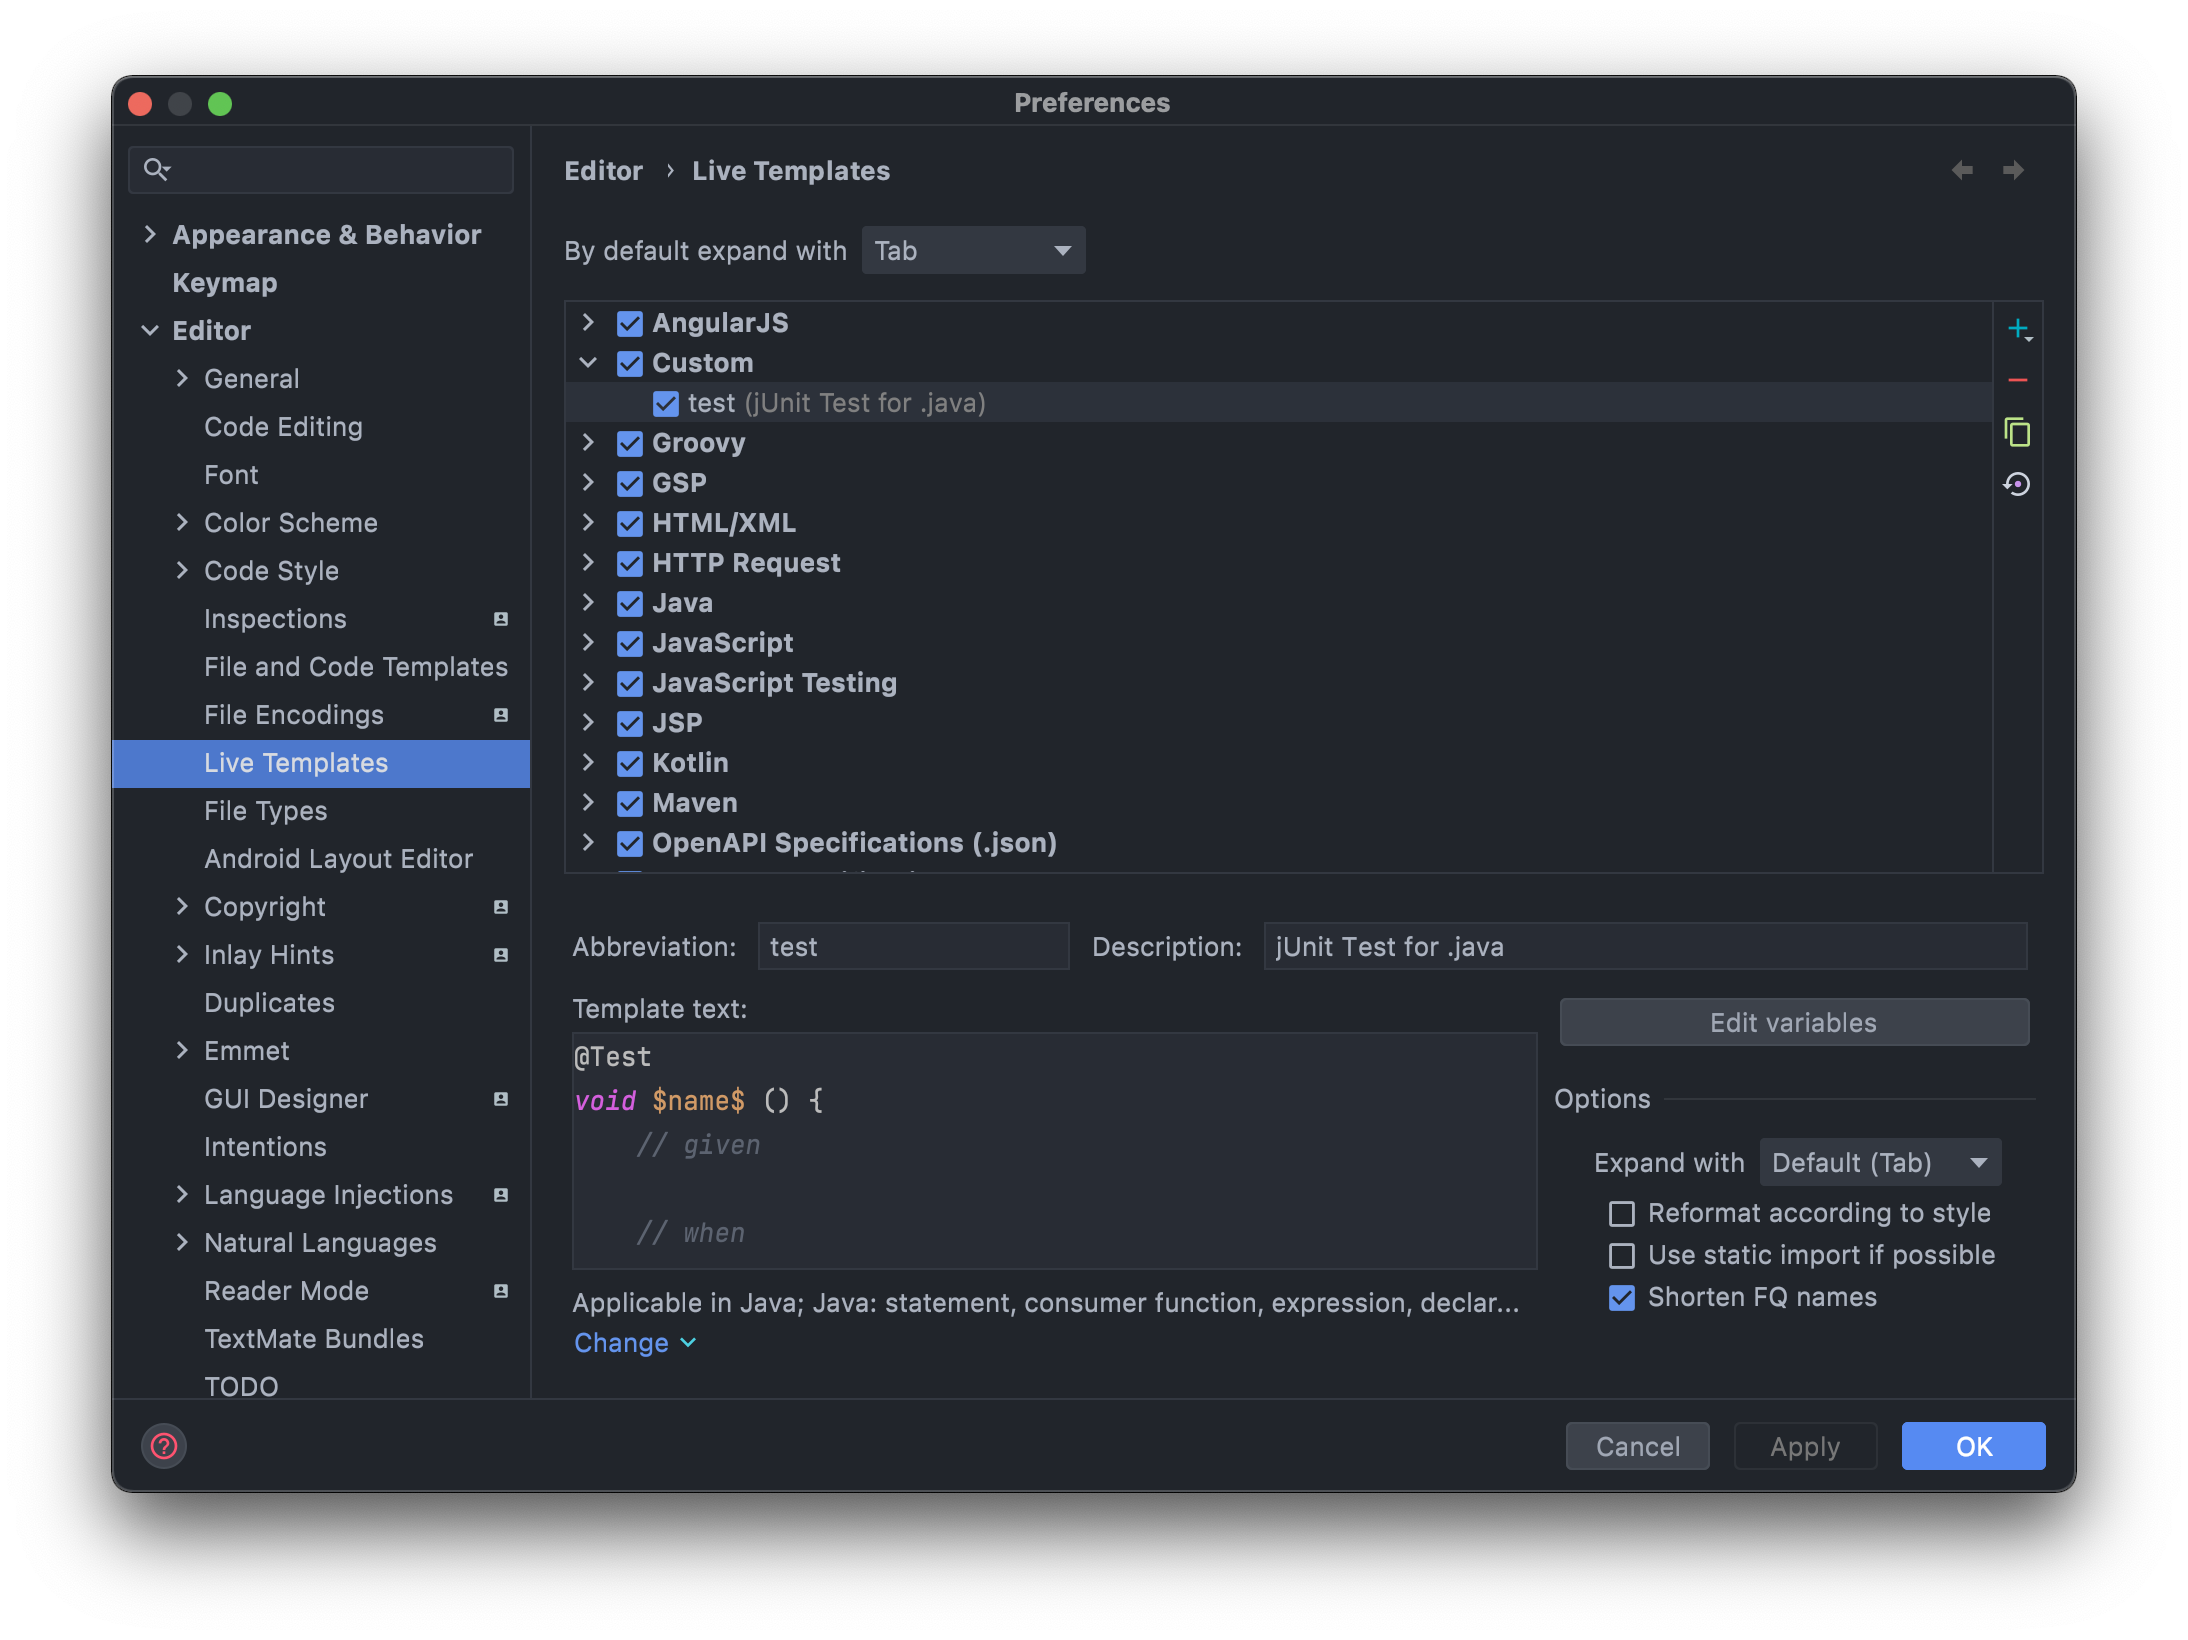 Preferences
Appearance & Behavior
Keymap
Editor
General
Code Editing
Font
Color Scheme
Code Style
Inspections
File and Code Templates
File Encodings
Live Templates
File Types
Android Layout Editor
Copyright
Inlay Hints
Duplicates
Emmet
GUI Designer
Intentions
Language Injections
Natural Languages
Reader Mode
TextMate Bundles
TODO
Editor › Live Templates
By default expand with Tab
AngularJS
Custom
test (jUnit Test for .java)
Groovy
GSP
HTML/XML
HTTP Request
Java
JavaScript
JavaScript Testing
JSP
Kotlin
Maven
OpenAPI Specifications (.json)
Abbreviation: test Description: jUnit Test for .java
Template text:
@Test
void $name$ () {
// given
// when
Applicable in Java; Java: statement, consumer function, expression, declar...
Change
Edit variables
Options
Expand with Default (Tab)
Reformat according to style
Use static import if possible
Shorten FQ names
?
Cancel Apply OK